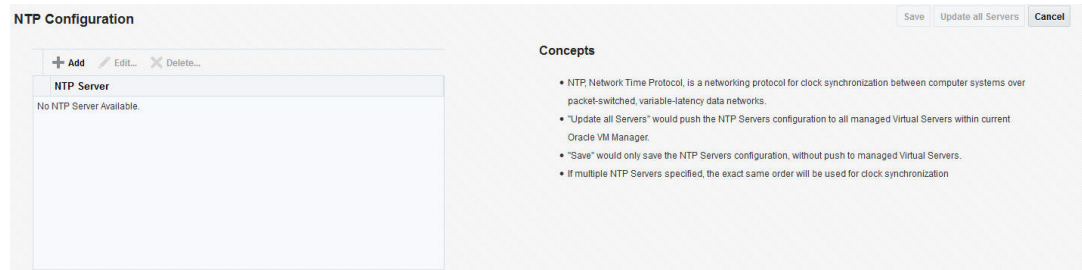 NTP Configuration
Save Update all Servers Cancel
Add Edit... Delete...
NTP Server
No NTP Server Available.
Concepts
• NTP, Network Time Protocol, is a networking protocol for clock synchronization between computer systems over
packet-switched, variable-latency data networks.
• "Update all Servers" would push the NTP Servers configuration to all managed Virtual Servers within current
Oracle VM Manager.
• "Save" would only save the NTP Servers configuration, without push to managed Virtual Servers.
• If multiple NTP Servers specified, the exact same order will be used for clock synchronization